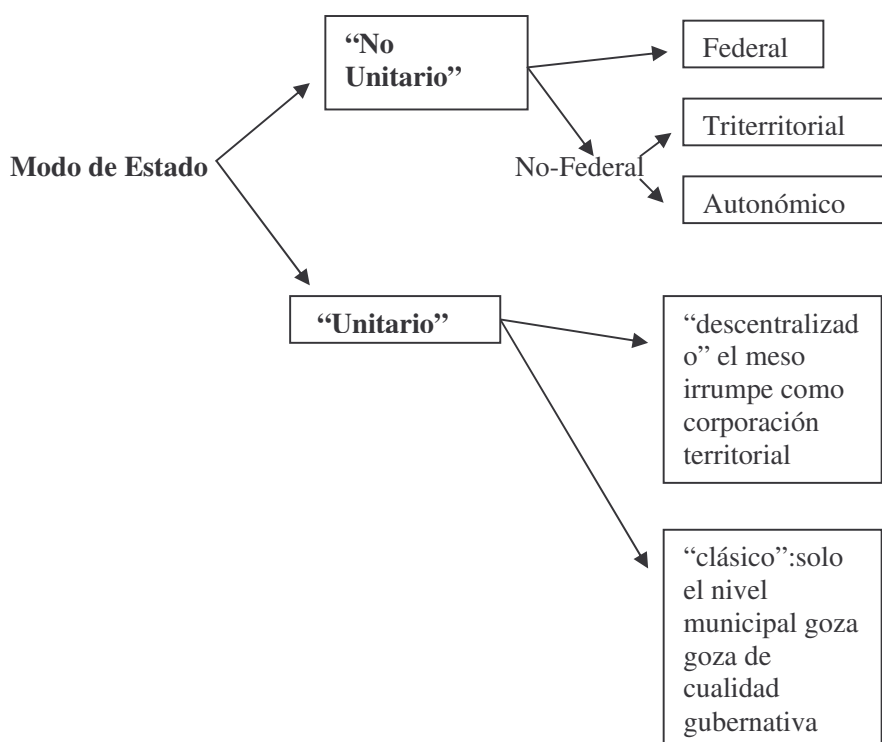 “No
Unitario”
Federal
Triterritorial
Modo de Estado
No-Federal
Autonómico
“Unitario”
“descentralizad
o” el meso
irrumpe como
corporación
territorial
“clásico”:solo
el nivel
municipal goza
goza de
cualidad
gubernativa